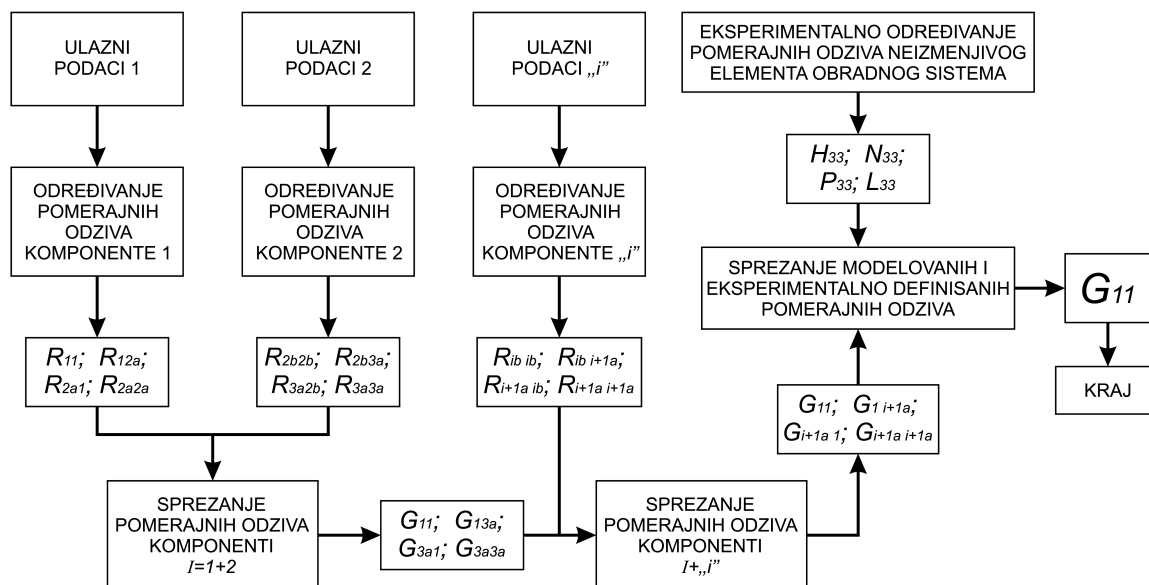 ULAZNI
PODACI 1
ULAZNI
PODACI 2
ULAZNI
PODACI „i”
EKSPERIMENTALNO ODREĐIVANJE
POMERAJNIH ODZIVA NEIZMENJIVOG
ELEMENTA OBRADNOG SISTEMA
H33; N33;
P33; L33
ODREĐIVANJE
POMERAJNIH
ODZIVA
KOMPONENTE 1
ODREĐIVANJE
POMERAJNIH
ODZIVA
KOMPONENTE 2
ODREĐIVANJE
POMERAJNIH
ODZIVA
KOMPONENTE „i”
SPREZANJE MODELOVANIH I
EKSPERIMENTALNO DEFINISANIH
POMERAJNIH ODZIVA
G11
KRAJ
R11; R12a;
R2a1; R2a2a
R2b2b; R2b3a;
R3a2b; R3a3a
Rib ib; Rib i+1a;
Ri+1a ib; Ri+1a i+1a
G11; G1 i+1a;
Gi+1a 1; Gi+1a i+1a
SPREZANJE
POMERAJNIH ODZIVA
KOMPONENTI
I=1+2
G11; G13a;
G3a1; G3a3a
SPREZANJE
POMERAJNIH ODZIVA
KOMPONENTI
I+„i”